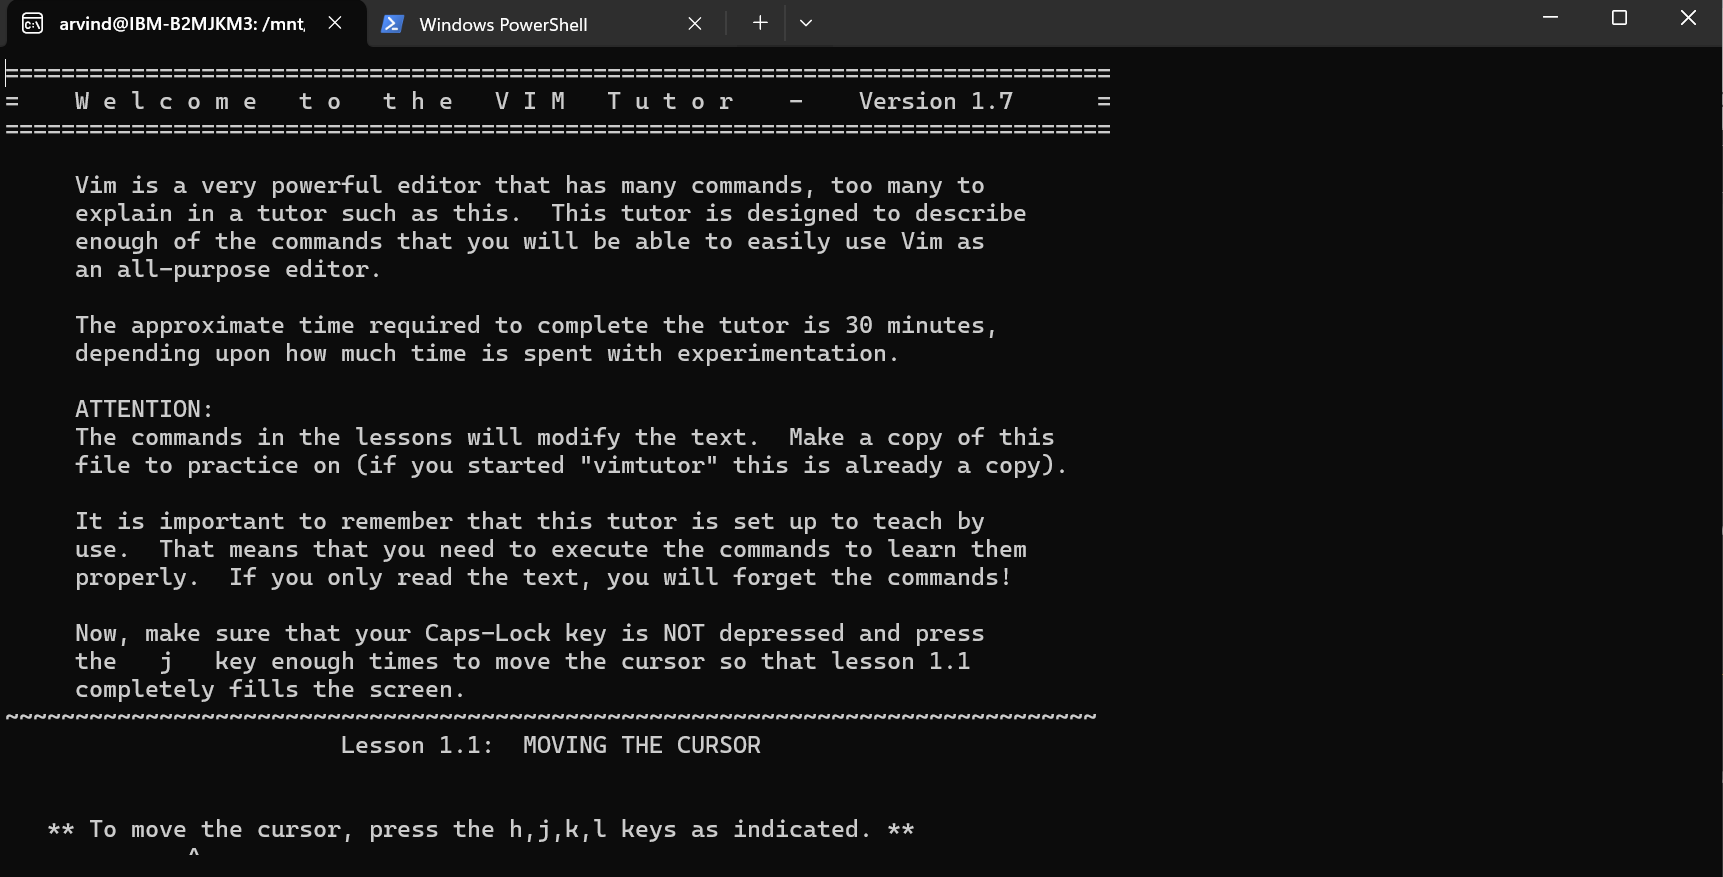 arvind@IBM-B2MJKM3: /mnt, Windows PowerShell
===============================================================================
=    W e l c o m e   t o   t h e   V I M   T u t o r    -    Version 1.7      =
===============================================================================
Vim is a very powerful editor that has many commands, too many to
explain in a tutor such as this.  This tutor is designed to describe
enough of the commands that you will be able to easily use Vim as
an all-purpose editor.
The approximate time required to complete the tutor is 30 minutes,
depending upon how much time is spent with experimentation.
ATTENTION:
The commands in the lessons will modify the text.  Make a copy of this
file to practice on (if you started "vimtutor" this is already a copy).
It is important to remember that this tutor is set up to teach by
use.  That means that you need to execute the commands to learn them
properly.  If you only read the text, you will forget the commands!
Now, make sure that your Caps-Lock key is NOT depressed and press
the   j   key enough times to move the cursor so that lesson 1.1
completely fills the screen.
~~~~~~~~~~~~~~~~~~~~~~~~~~~~~~~~~~~~~~~~~~~~~~~~~~~~~~~~~~~~~~~~~~~~~~~~~~~~~~
Lesson 1.1:  MOVING THE CURSOR
** To move the cursor, press the h,j,k,l keys as indicated. **
^